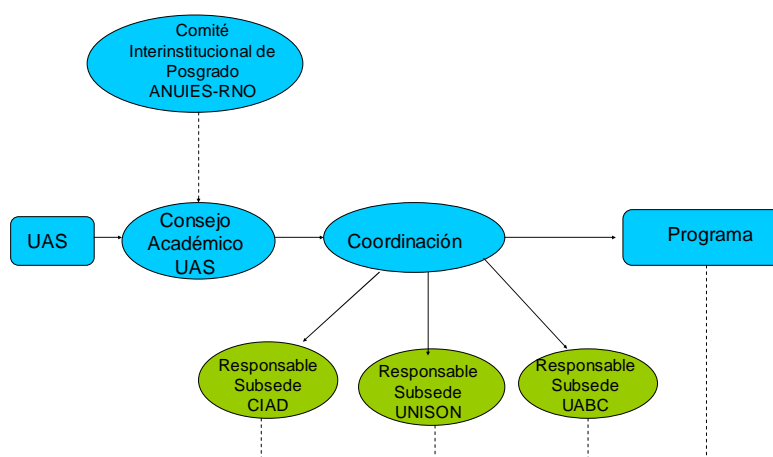 Comité
Interinstitucional de
Posgrado
ANUIES-RNO
UAS
Consejo
Académico
UAS
Coordinación
Programa
Responsable
Subsede
CIAD
Responsable
Subsede
UNISON
Responsable
Subsede
UABC